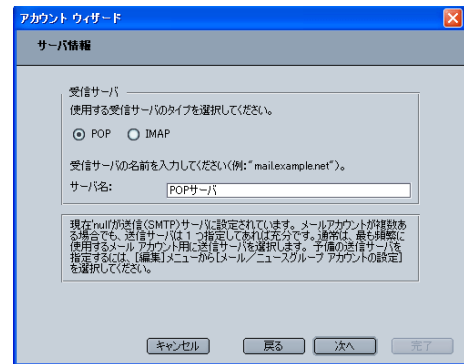 アカウント ウィザード
サーバ情報
受信サーバ
使用する受信サーバのタイプを選択してください。
POP IMAP
受信サーバの名前を入力してください(例:"mail.example.net")。
サーバ名: POPサーバ
現在'null'が送信(SMTP)サーバに設定されています。メールアカウントが複数あ
る場合でも、送信サーバは 1 つ指定してあれば充分です。通常は、最も頻繁に
使用するメール アカウント用に送信サーバを選択します。予備の送信サーバを
指定するには、[編集]メニューから[メール/ニュースグループ アカウントの設定]
を選択してください。
キャンセル 戻る 次へ 完了